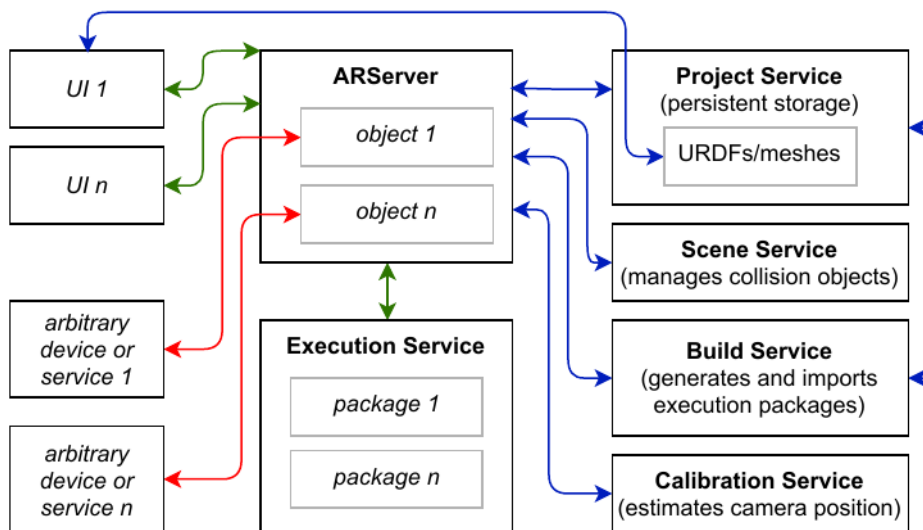 UI 1
UI n
arbitrary
device or
service 1
arbitrary
device or
service n
ARServer
object 1
object n
Execution Service
package 1
package n
Project Service
(persistent storage)
URDFs/meshes
Scene Service
(manages collision objects)
Build Service
(generates and imports
execution packages)
Calibration Service
(estimates camera position)